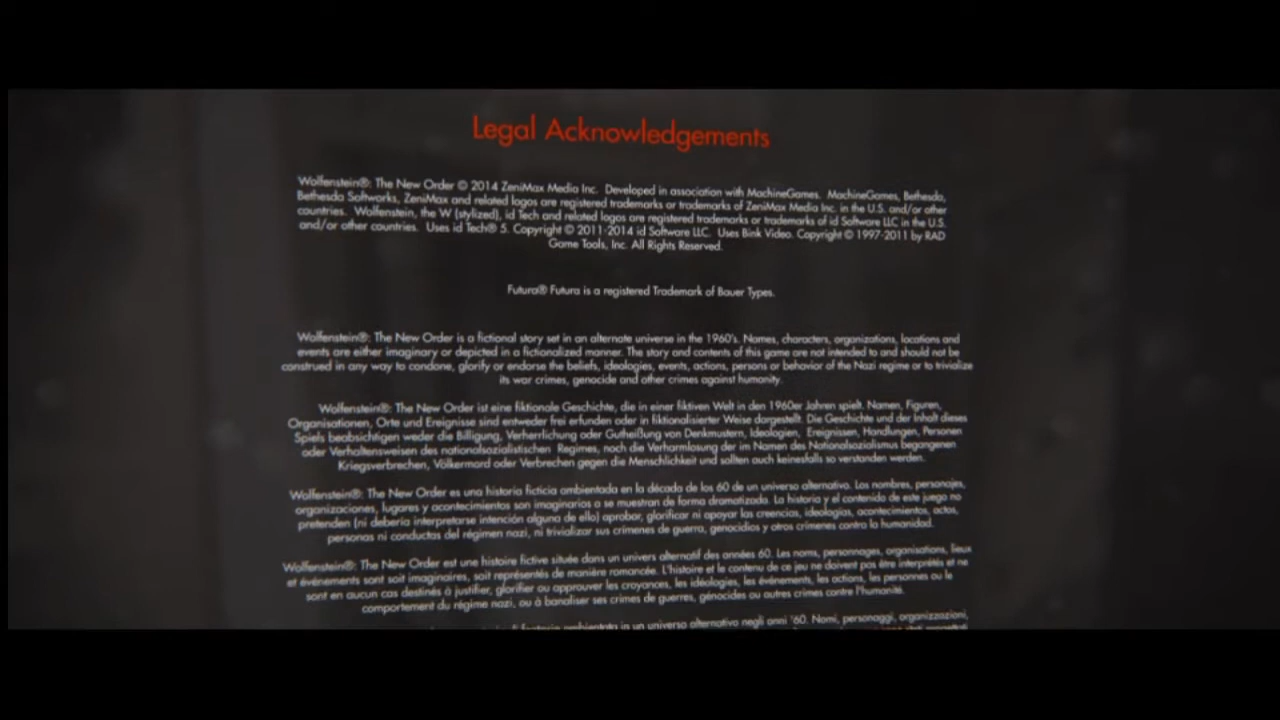 Legal Acknowledgements
Wolfenstein®: The New Order © 2014 ZeniMax Media Inc. Developed in association with MachineGames. MachineGames, Bethesda,
Bethesda Softworks, ZeniMax and related logos are registered trademarks or trademarks of ZeniMax Media Inc. in the U.S. and/or other
countries. Wolfenstein, the W (stylized), id Tech and related logos are registered trademarks or trademarks of id Software LLC in the U.S.
and/or other countries. Uses id Tech® 5. Copyright © 2011-2014 id Software LLC. Uses Bink Video. Copyright © 1997-2011 by RAD
Game Tools, Inc. All Rights Reserved.
Futura® Futura is a registered Trademark of Bauer Types.
Wolfenstein®: The New Order is a fictional story set in an alternate universe in the 1960's. Names, characters, organizations, locations and
events are either imaginary or depicted in a fictionalized manner. The story and contents of this game are not intended to and should not be
construed in any way to condone, glorify or endorse the beliefs, ideologies, events, actions, persons or behavior of the Nazi regime or to trivialize
its war crimes, genocide and other crimes against humanity.
Wolfenstein®: The New Order ist eine fiktionale Geschichte, die in einer fiktiven Welt in den 1960er Jahren spielt. Namen, Figuren,
Organisationen, Orte und Ereignisse sind entweder frei erfunden oder in fiktionalisierter Weise dargestellt. Die Geschichte und der Inhalt dieses
Spiels beabsichtigen weder die Billigung, Verherrlichung oder Gutheißung von Denkmustern, Ideologien, Ereignissen, Handlungen, Personen
oder Verhaltensweisen des nationalsozialistischen Regimes, noch die Verharmlosung der im Namen des Nationalsozialismus begangenen
Kriegsverbrechen, Völkermord oder Verbrechen gegen die Menschlichkeit und sollten auch keinesfalls so verstanden werden.
Wolfenstein®: The New Order es una historia ficticia ambientada en la década de los 60 de un universo alternativo. Los nombres, personajes,
organizaciones, lugares y acontecimientos son imaginarios o se muestran de forma dramatizada. La historia y el contenido de este juego no
pretenden (ni debería interpretarse intención alguna de ello) aprobar, glorificar ni apoyar las creencias, ideologías, acontecimientos, actos,
personas ni conductas del régimen nazi, ni trivializar sus crímenes de guerra, genocidios y otros crímenes contra la humanidad.
Wolfenstein®: The New Order est une histoire fictive située dans un univers alternatif des années 60. Les noms, personnages, organisations, lieux
et événements sont soit imaginaires, soit représentés de manière romancée. L'histoire et le contenu de ce jeu ne doivent pas être interprétés et ne
sont en aucun cas destinés à justifier, glorifier ou approuver les croyances, les idéologies, les événements, les actions, les personnes ou le
comportement du régime nazi, ou à banaliser ses crimes de guerres, génocides ou autres crimes contre l'humanité.
ambientata in un universo alternativo negli anni '60. Nomi, personaggi, organizzazioni,